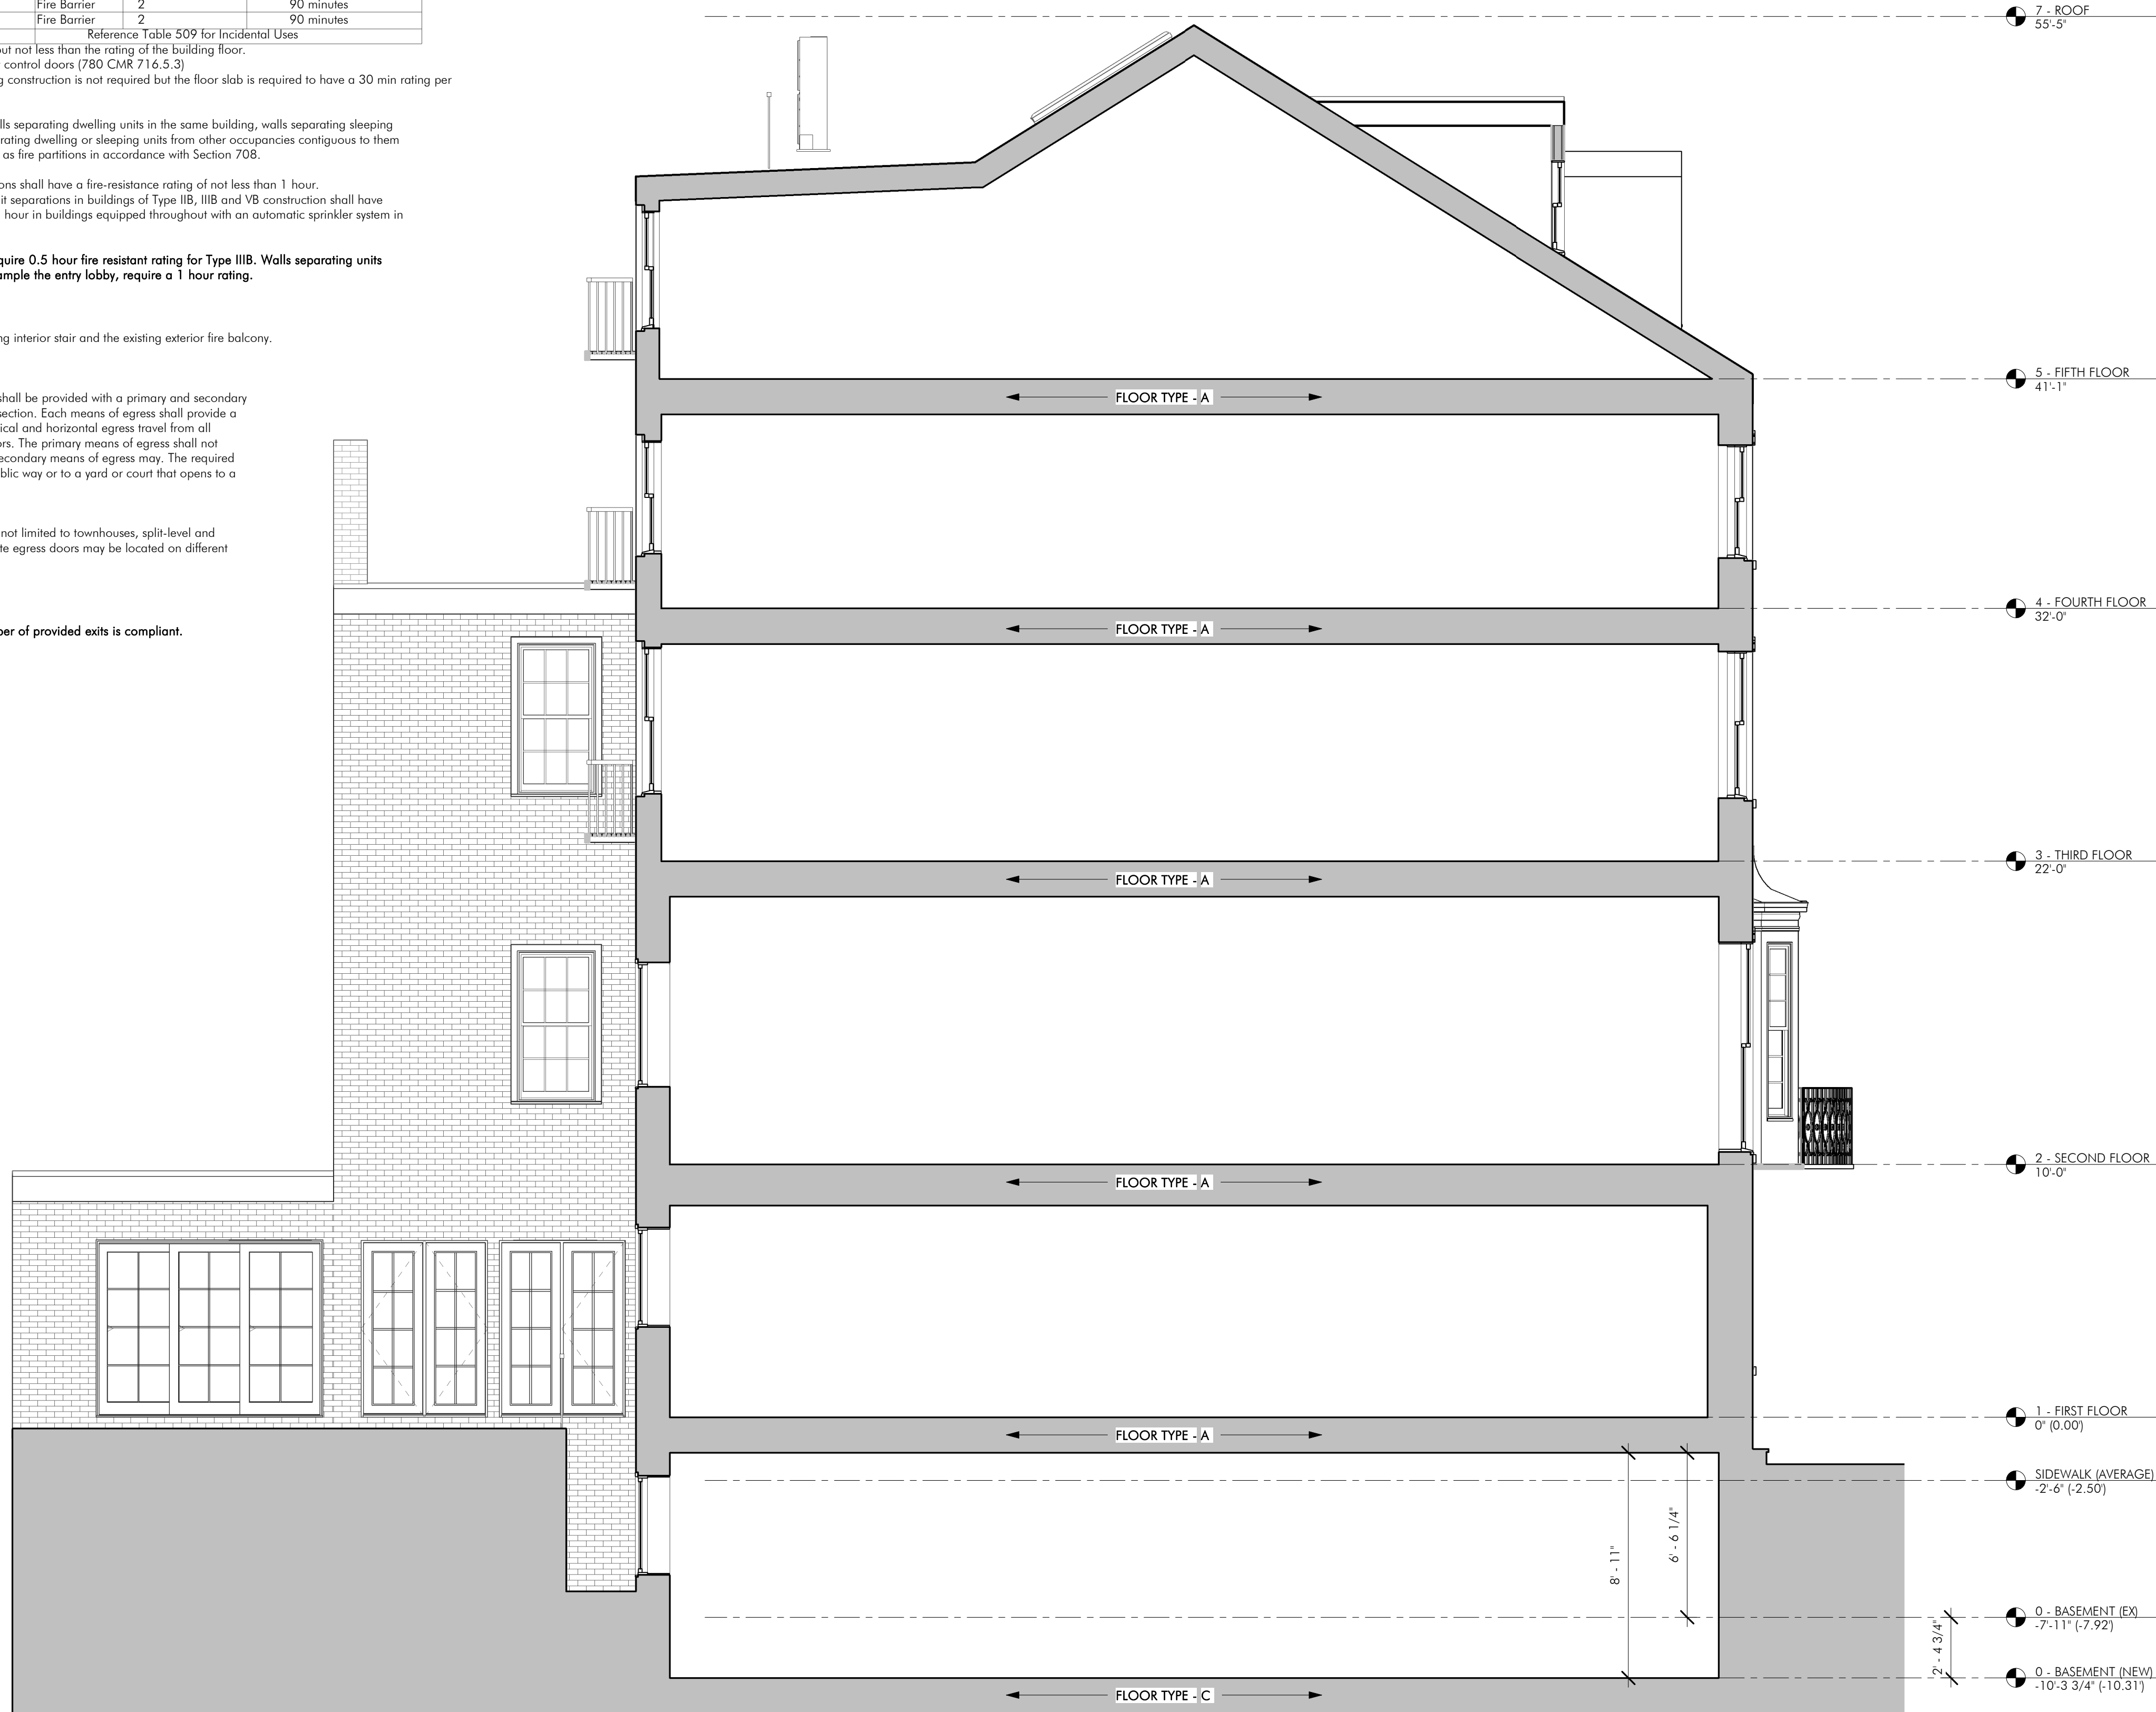 Fire Barrier 2 90 minutes
Fire Barrier 2 90 minutes
Reference Table 509 for Incidental Uses
but not less than the rating of the building floor.
control doors (780 CMR 716.5.3)
construction is not required but the floor slab is required to have a 30 min rating per
separating dwelling units in the same building, walls separating sleeping
dwelling or sleeping units from other occupancies contiguous to them
as fire partitions in accordance with Section 708.
shall have a fire-resistance rating of not less than 1 hour.
separations in buildings of Type IIB, IIIB and VB construction shall have
hour in buildings equipped throughout with an automatic sprinkler system in
0.5 hour fire resistant rating for Type IIIB. Walls separating units
the entry lobby, require a 1 hour rating.
interior stair and the existing exterior fire balcony.
shall be provided with a primary and secondary
section. Each means of egress shall provide a
and horizontal egress travel from all
The primary means of egress shall not
secondary means of egress may. The required
way or to a yard or court that opens to a
not limited to townhouses, split-level and
egress doors may be located on different
of provided exits is compliant.
7 - ROOF
55'-5"
5 - FIFTH FLOOR
41'-1"
FLOOR TYPE - A
4 - FOURTH FLOOR
32'-0"
FLOOR TYPE - A
3 - THIRD FLOOR
22'-0"
FLOOR TYPE - A
2 - SECOND FLOOR
10'-0"
FLOOR TYPE - A
1 - FIRST FLOOR
0" (0.00')
FLOOR TYPE - A
SIDEWALK (AVERAGE)
-2'-6" (-2.50')
8' - 11"
6' - 6 1/4"
0 - BASEMENT (EX)
-7'-11" (-7.92')
2' - 4 3/4"
0 - BASEMENT (NEW)
-10'-3 3/4" (-10.31')
FLOOR TYPE - C